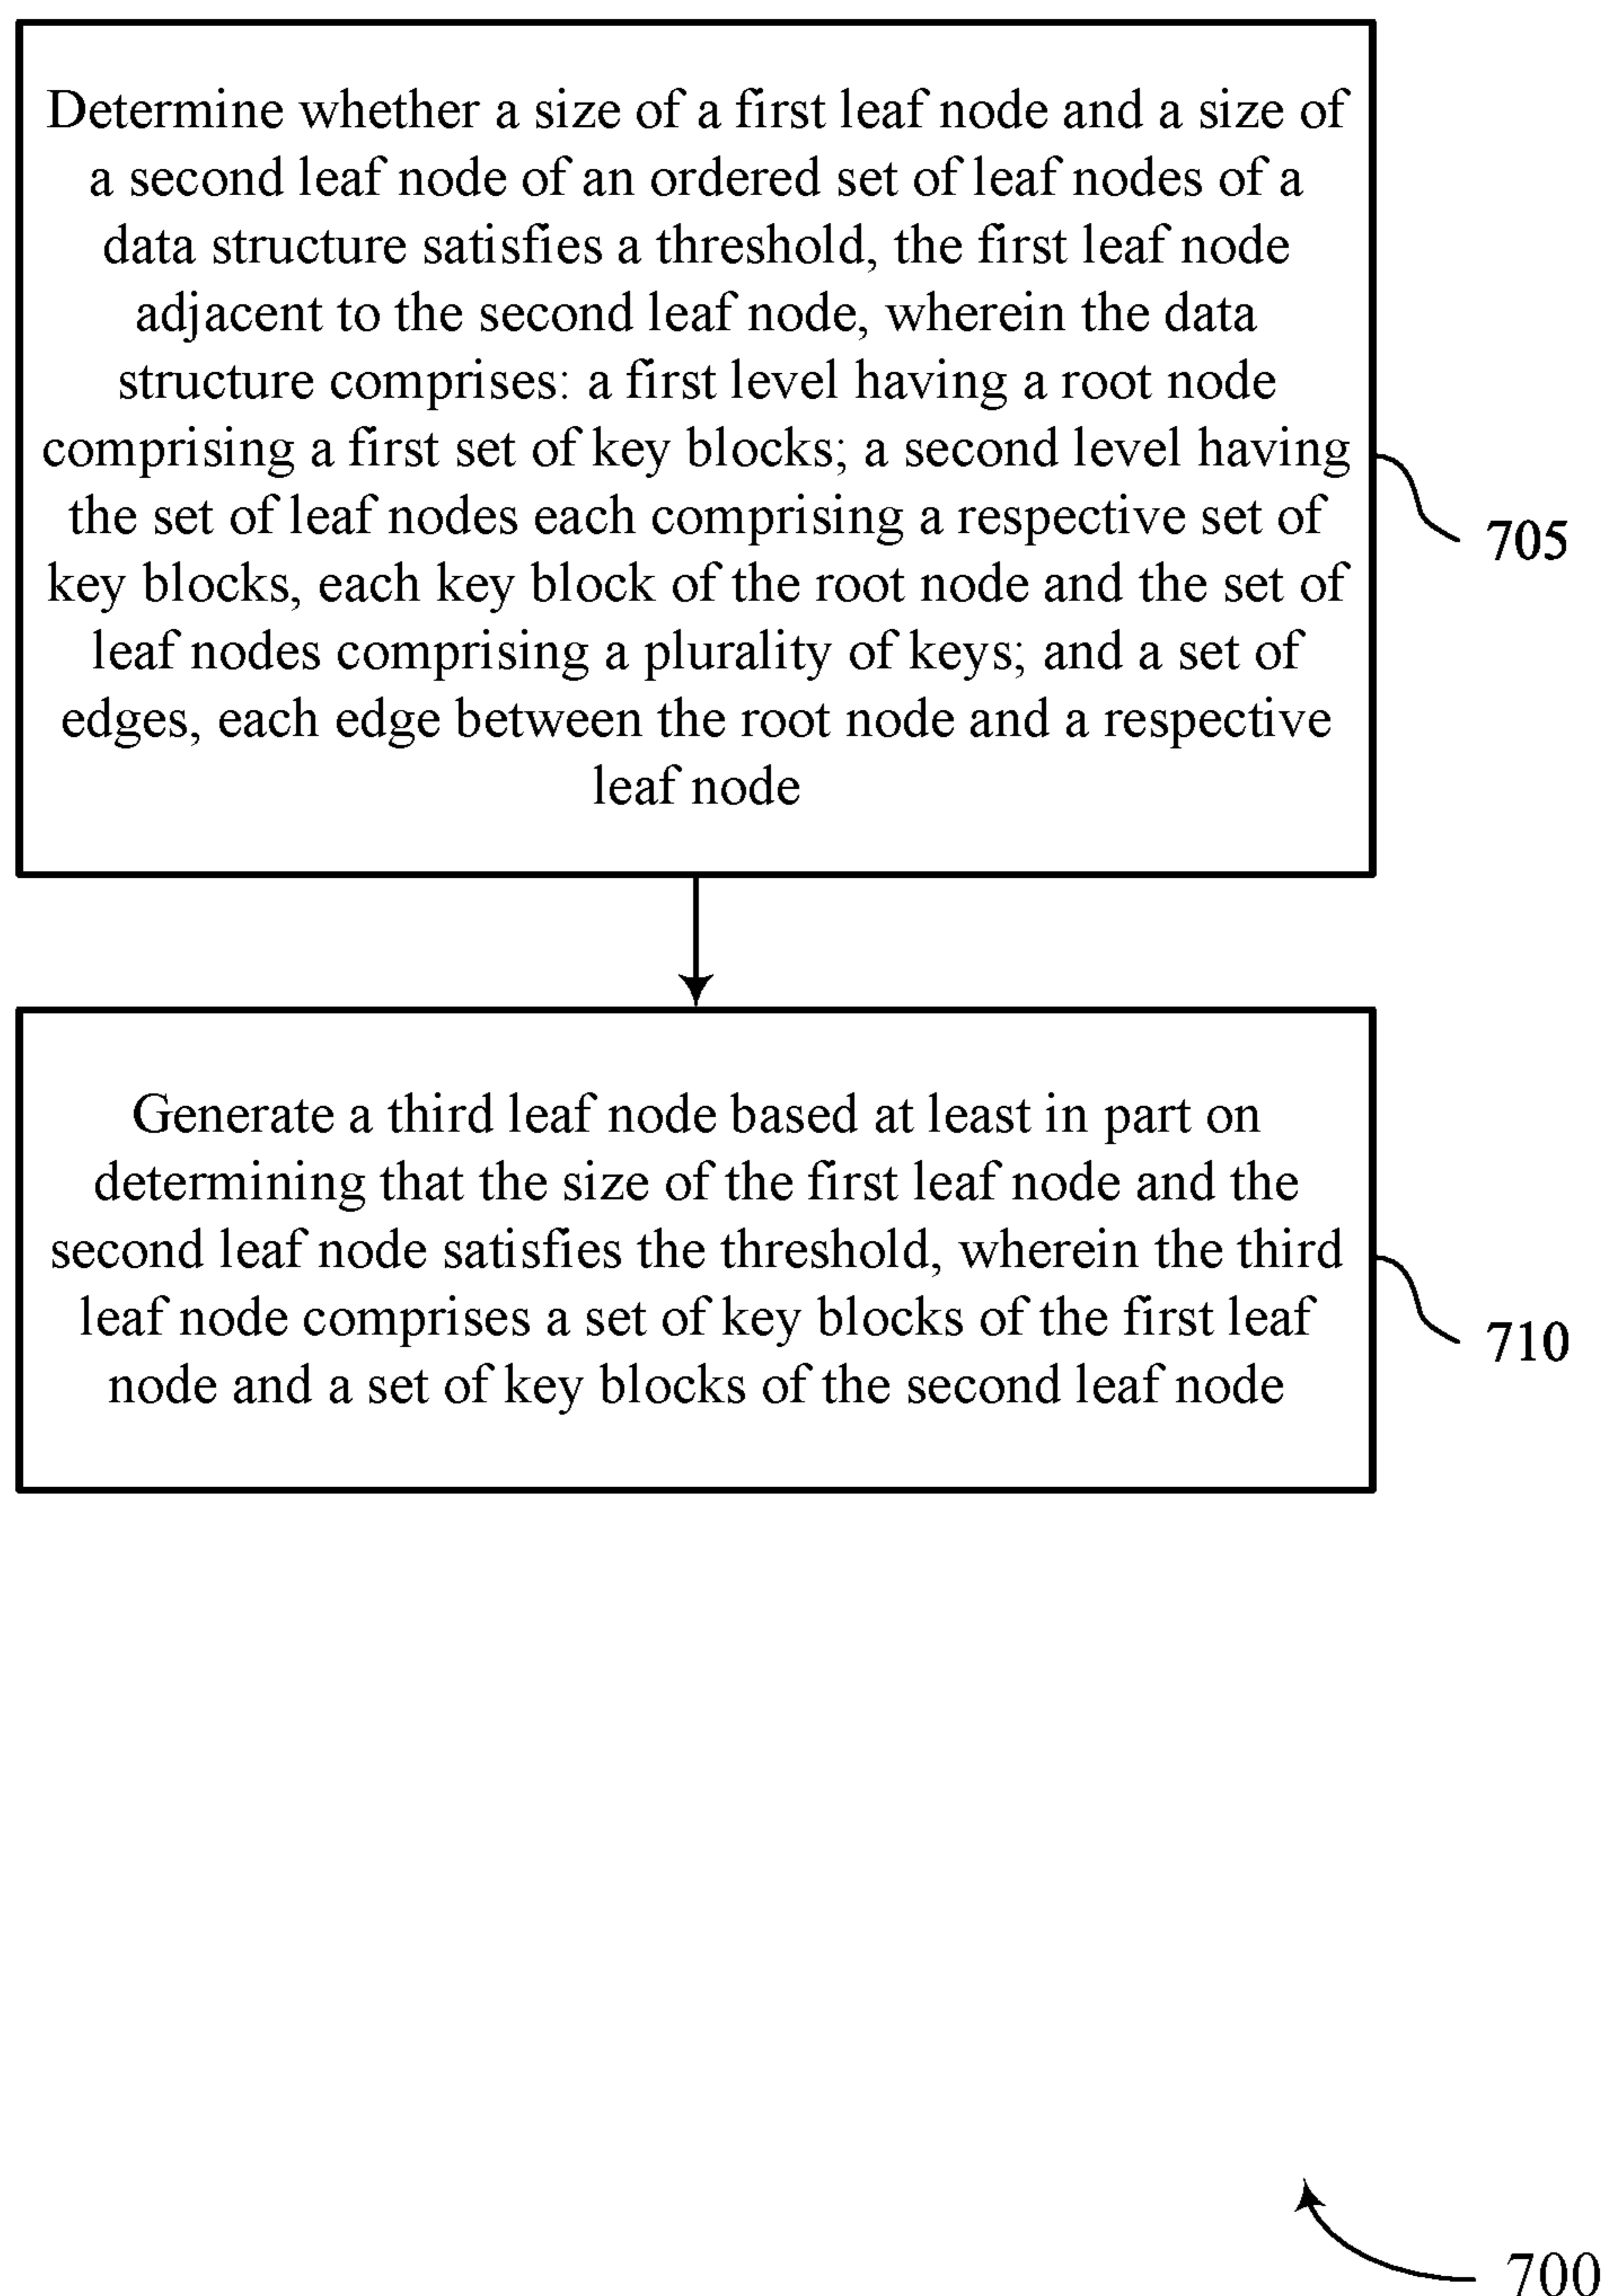 Determine whether a size of a first leaf node and a size of
a second leaf node of an ordered set of leaf nodes of a
data structure satisfies a threshold, the first leaf node
adjacent to the second leaf node, wherein the data
structure comprises: a first level having a root node
comprising a first set of key blocks; a second level having
the set of leaf nodes each comprising a respective set of
key blocks, each key block of the root node and the set of
leaf nodes comprising a plurality of keys; and a set of
edges, each edge between the root node and a respective
leaf node
705
Generate a third leaf node based at least in part on
determining that the size of the first leaf node and the
second leaf node satisfies the threshold, wherein the third
leaf node comprises a set of key blocks of the first leaf
node and a set of key blocks of the second leaf node
710
700